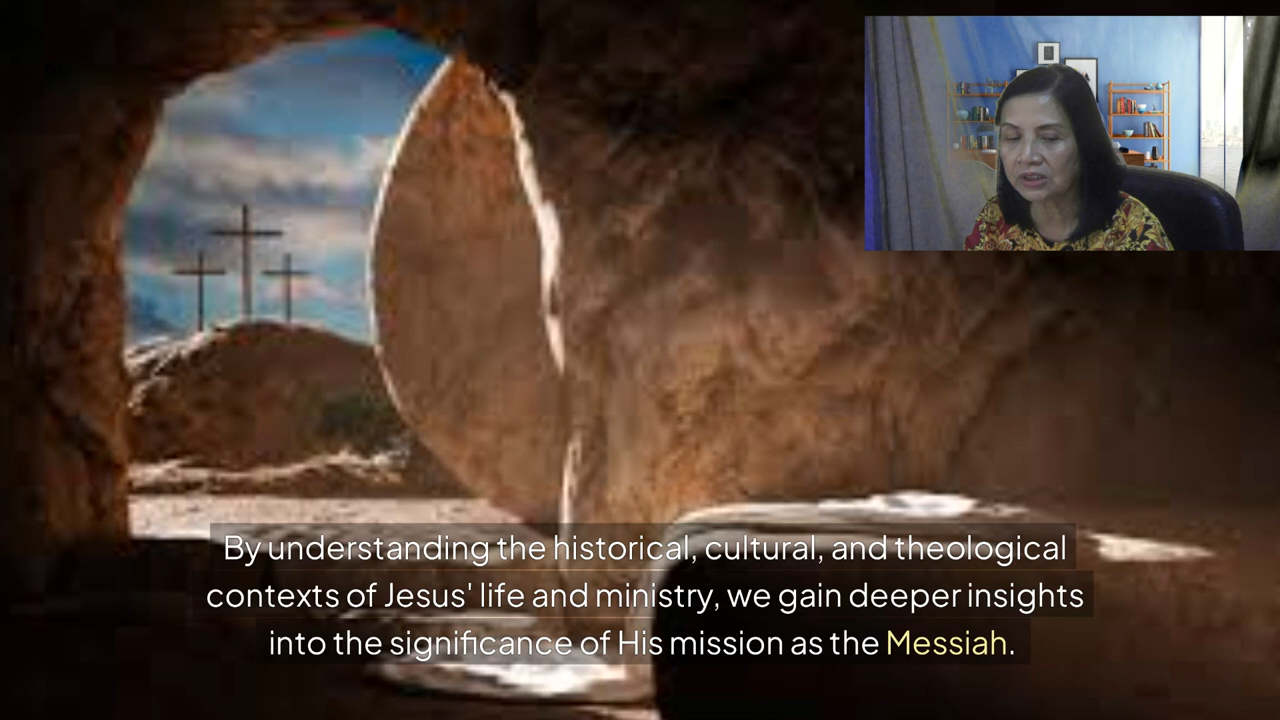 By understanding the historical, cultural, and theological
contexts of Jesus' life and ministry, we gain deeper insights
into the significance of His mission as the Messiah.